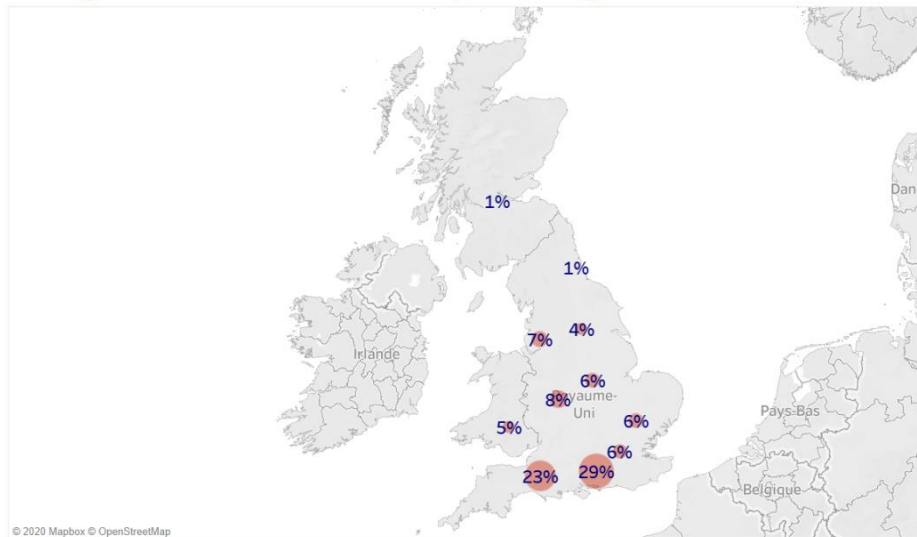 1%
1%
4%
7%
Irlande
6%
8%
Royaume-
Uni
5%
6%
6%
23%
29%
Dan
Pays-Bas
Belgique
© 2020 Mapbox © OpenStreetMap